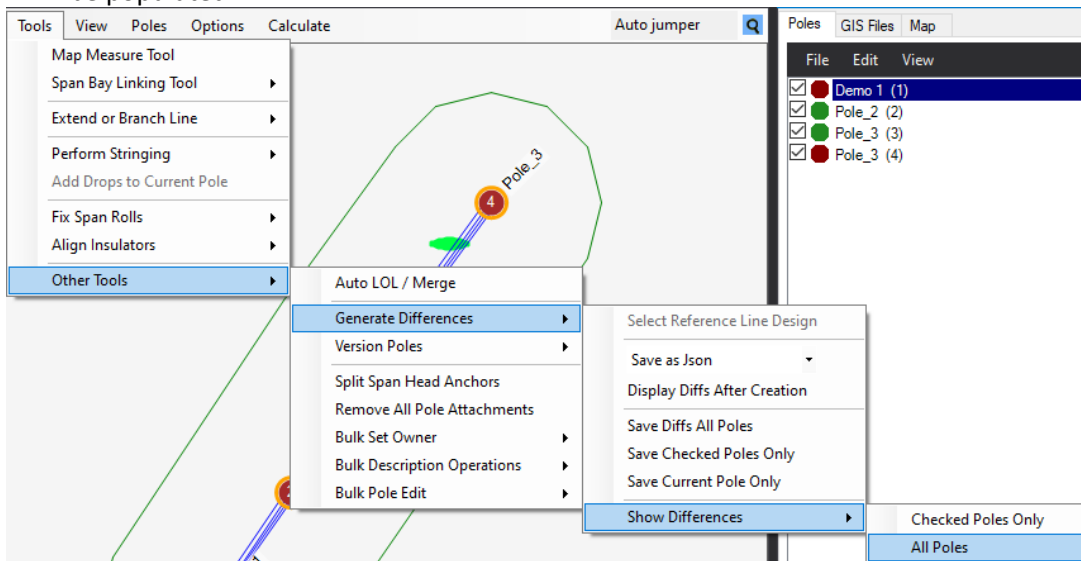 as populated
Tools View Poles Options Calculate Auto jumper
Poles GIS Files Map
File Edit View
Demo 1 (1)
Pole_2 (2)
Pole_3 (3)
Pole_3 (4)
Map Measure Tool
Span Bay Linking Tool
Extend or Branch Line
Perform Stringing
Add Drops to Current Pole
Fix Span Rolls
Align Insulators
Other Tools
Pole_3
4
Auto LOL / Merge
Generate Differences
Version Poles
Split Span Head Anchors
Remove All Pole Attachments
Bulk Set Owner
Bulk Description Operations
Bulk Pole Edit
Select Reference Line Design
Save as Json
Display Diffs After Creation
Save Diffs All Poles
Save Checked Poles Only
Save Current Pole Only
Show Differences
Checked Poles Only
All Poles